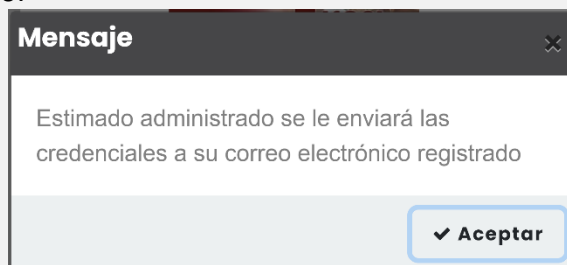 Mensaje
Estimado administrado se le enviará las
credenciales a su correo electrónico registrado
Aceptar